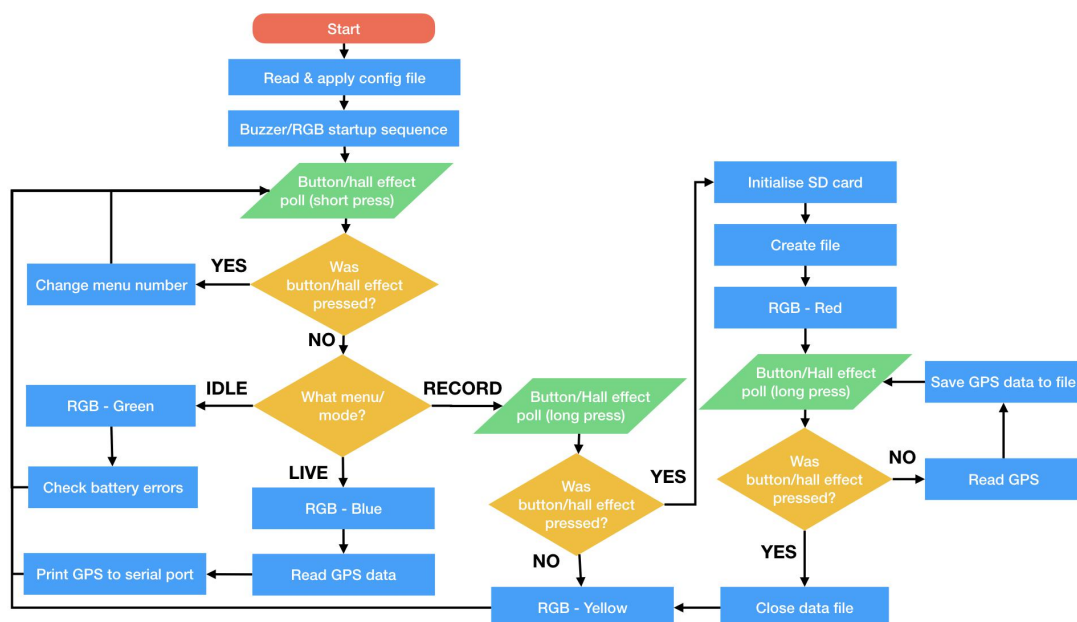 Start
Read & apply config file
Buzzer/RGB startup sequence
Button/hall effect
poll (short press)
Was
button/hall effect
pressed?
YES
Change menu number
NO
What menu/
mode?
IDLE
RGB - Green
Check battery errors
LIVE
RGB - Blue
Read GPS data
Print GPS to serial port
RECORD
Button/Hall effect
poll (long press)
Was
button/hall effect
pressed?
NO
RGB - Yellow
YES
Initialise SD card
Create file
RGB - Red
Button/Hall effect
poll (long press)
Was
button/hall effect
pressed?
NO
Read GPS
Save GPS data to file
YES
Close data file